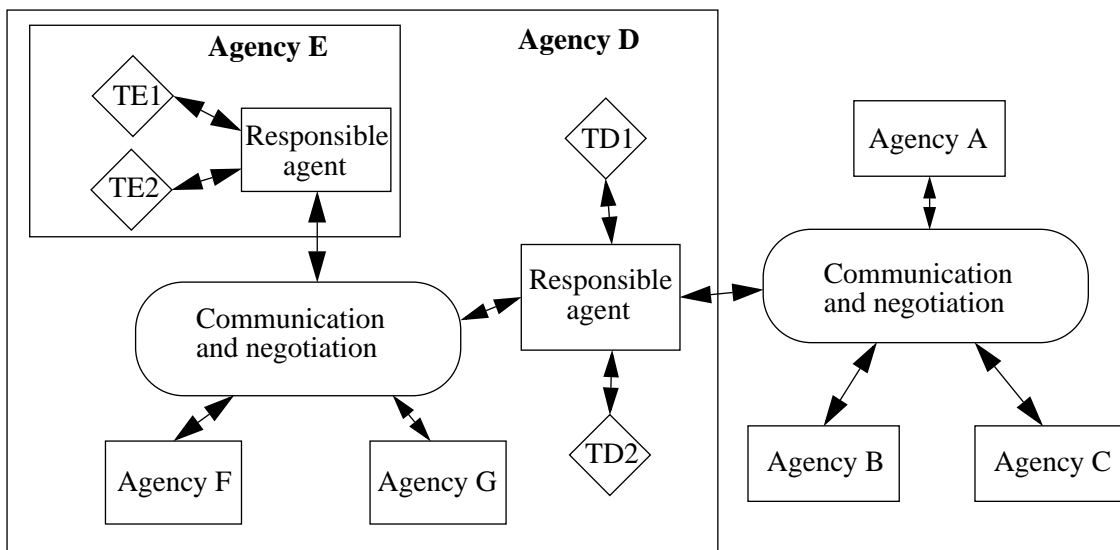 Agency E
Agency D
TE1
Responsible
agent
TE2
TD1
Agency A
Responsible
agent
Communication
and negotiation
Communication
and negotiation
Agency F
Agency G
TD2
Agency B
Agency C